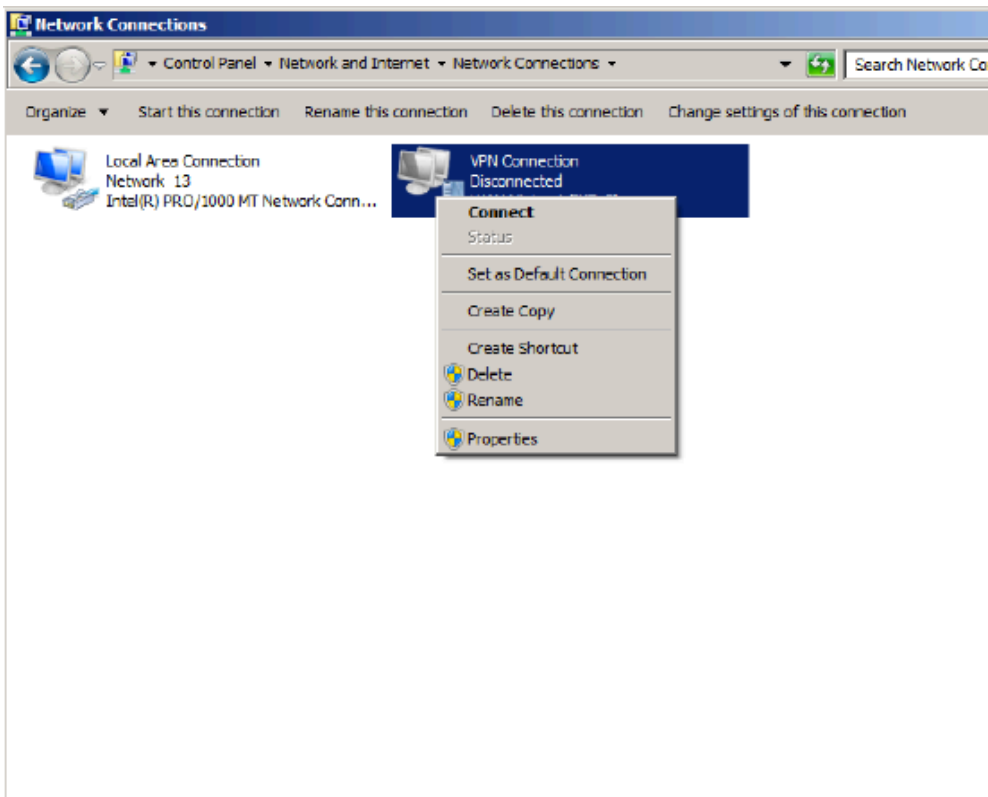 Network Connections
Control Panel Network and Internet Network Connections
Search Network Co
Organize Start this connection Rename this connection Delete this connection Change settings of this connection
Local Area Connection
Network 13
Intel(R) PRO/1000 MT Network Conn...
VPN Connection
Disconnected
Connect
Status
Set as Default Connection
Create Copy
Create Shortcut
Delete
Rename
Properties